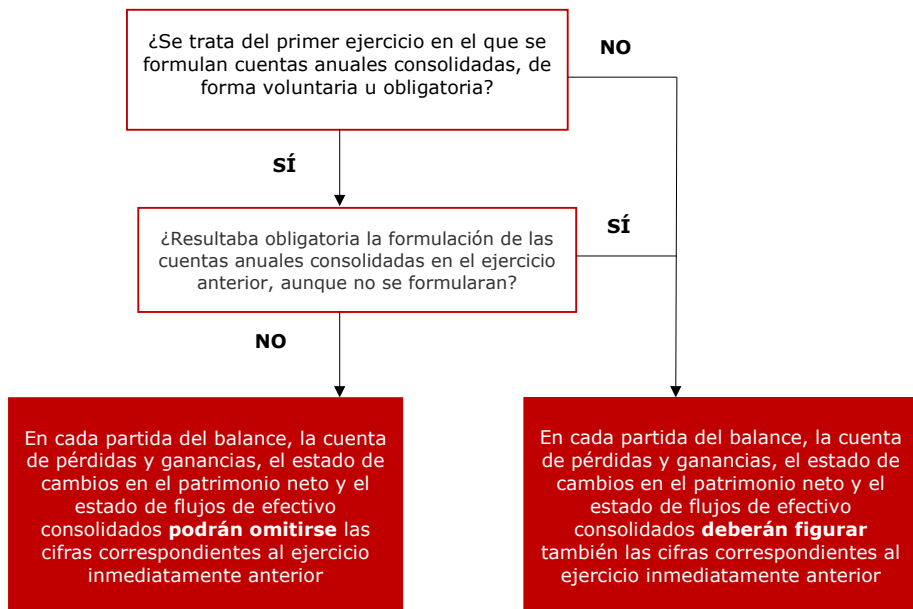 ¿Se trata del primer ejercicio en el que se
formulan cuentas anuales consolidadas, de
forma voluntaria u obligatoria?
NO
SÍ
¿Resultaba obligatoria la formulación de las
cuentas anuales consolidadas en el ejercicio
anterior, aunque no se formularan?
SÍ
NO
En cada partida del balance, la cuenta
de pérdidas y ganancias, el estado de
cambios en el patrimonio neto y el
estado de flujos de efectivo
consolidados podrán omitirse las
cifras correspondientes al ejercicio
inmediatamente anterior
En cada partida del balance, la cuenta
de pérdidas y ganancias, el estado de
cambios en el patrimonio neto y el
estado de flujos de efectivo
consolidados deberán figurar
también las cifras correspondientes al
ejercicio inmediatamente anterior